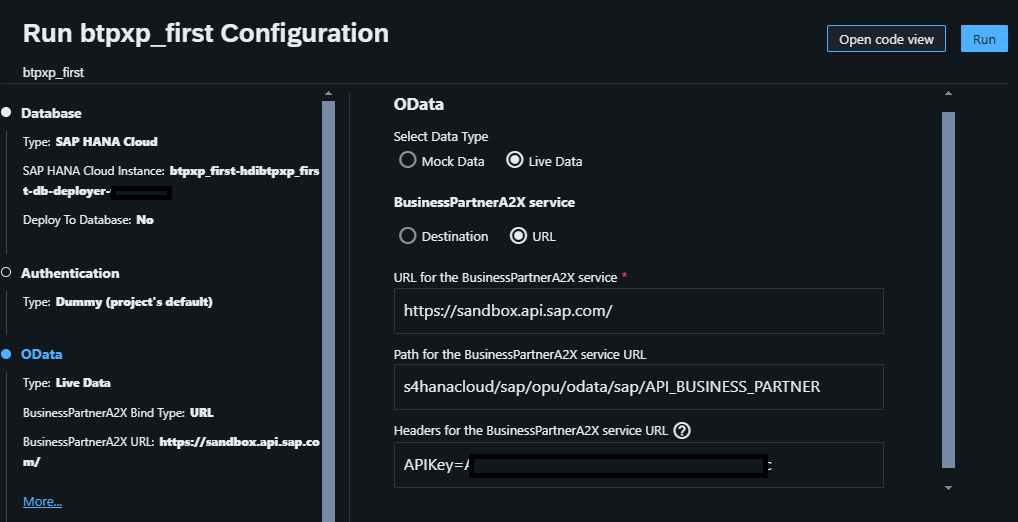 Run btpxp_first Configuration
Open code view
Run
btpxp_first
Database
Type: SAP HANA Cloud
SAP HANA Cloud Instance: btpxp_first-hdibtpxp_firs
t-db-deployer-
Deploy To Database: No
Authentication
Type: Dummy (project's default)
OData
Type: Live Data
BusinessPartnerA2X Bind Type: URL
BusinessPartnerA2X URL: https://sandbox.api.sap.co
m/
More...
OData
Select Data Type
Mock Data
Live Data
BusinessPartnerA2X service
Destination
URL
URL for the BusinessPartnerA2X service *
https://sandbox.api.sap.com/
Path for the BusinessPartnerA2X service URL
s4hanacloud/sap/opu/odata/sap/API_BUSINESS_PARTNER
Headers for the BusinessPartnerA2X service URL ?
APIKey=